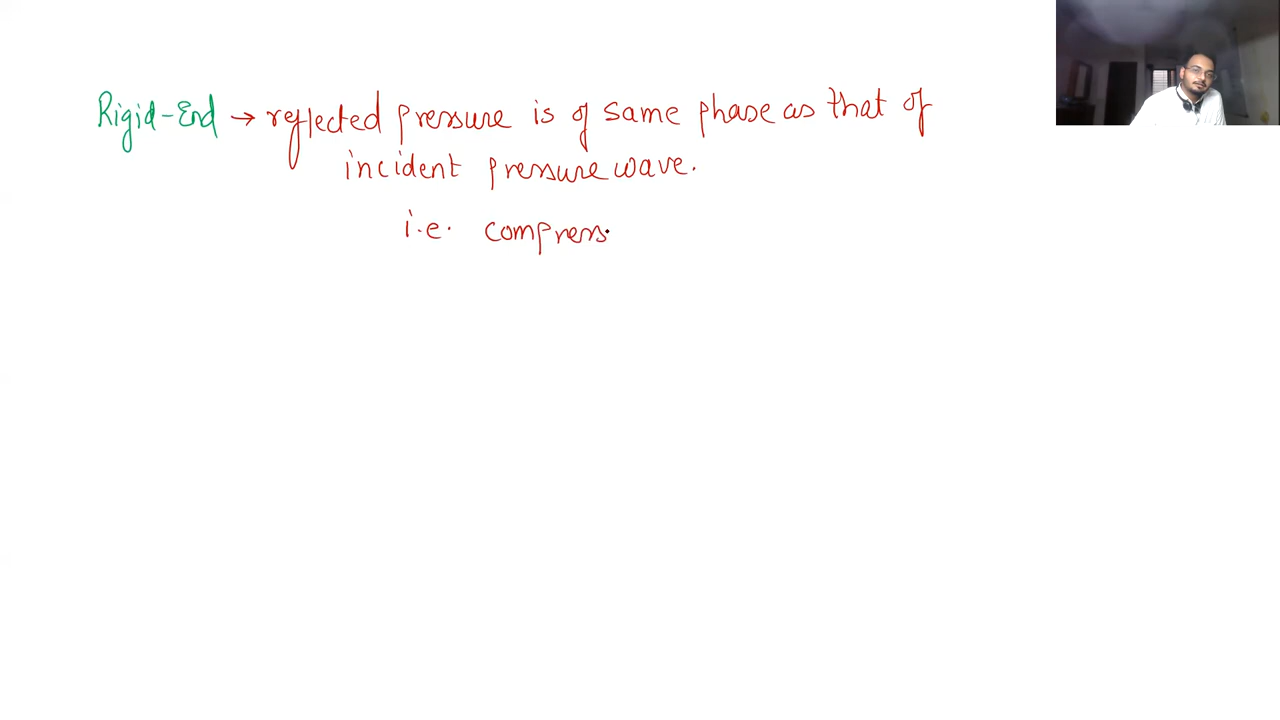 Rigid-End → reflected pressure is of same phase as that of
incident pressure wave.
i.e. compress